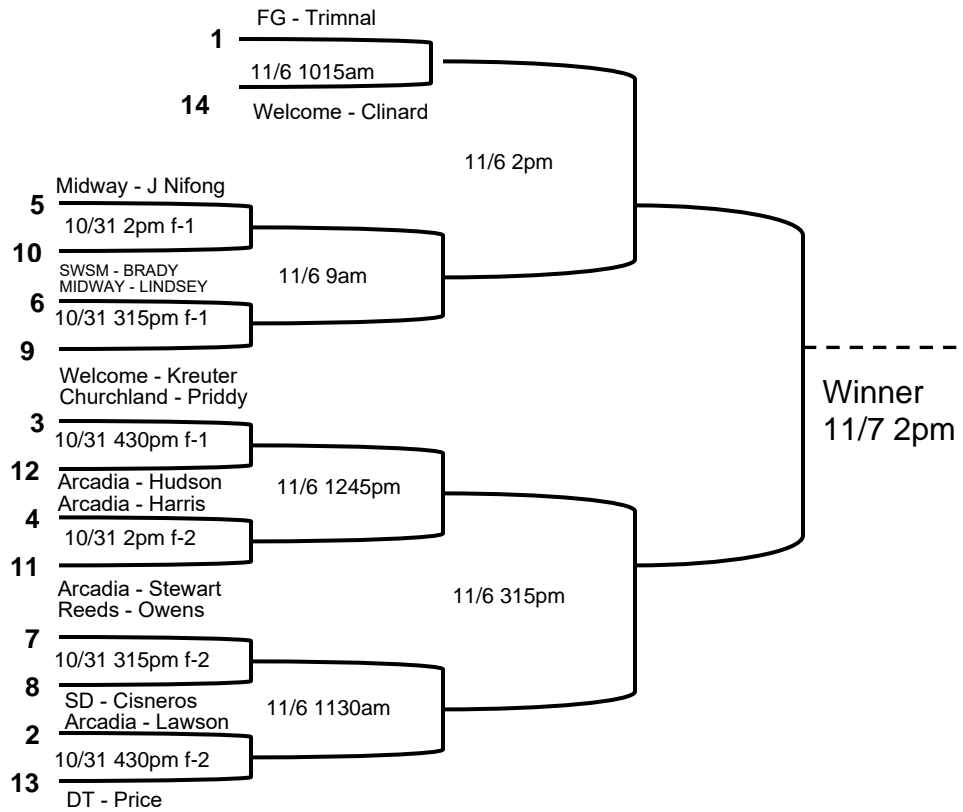 FG - Trimnal
1
11/6 1015am
14
Welcome - Clinard
11/6 2pm
Midway - J Nifong
5
10/31 2pm f-1
10
SWSM - BRADY
MIDWAY - LINDSEY
11/6 9am
6
10/31 315pm f-1
9
Welcome - Kreuter
Churchland - Priddy
Winner
11/7 2pm
3
10/31 430pm f-1
12
Arcadia - Hudson
Arcadia - Harris
11/6 1245pm
4
10/31 2pm f-2
11
Arcadia - Stewart
Reeds - Owens
11/6 315pm
7
10/31 315pm f-2
8
SD - Cisneros
Arcadia - Lawson
11/6 1130am
2
10/31 430pm f-2
13
DT - Price